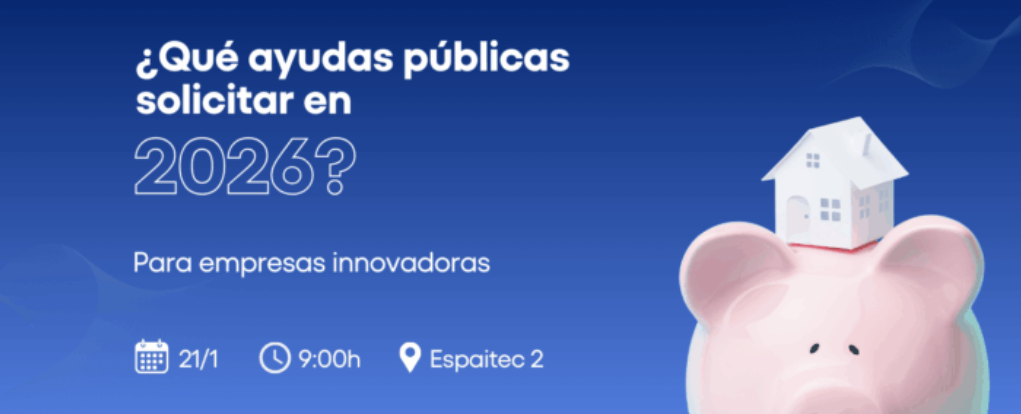 ¿Qué ayudas públicas
solicitar en
2026?
Para empresas innovadoras
21/1
9:00h
Espaitec 2